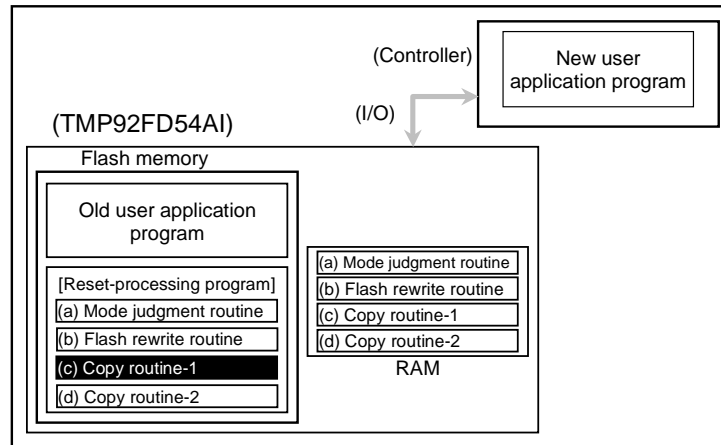 (Controller)
New user
application program
(I/O)
(TMP92FD54AI)
Flash memory
Old user application
program
[Reset-processing program]
(a) Mode judgment routine
(b) Flash rewrite routine
(c) Copy routine-1
(d) Copy routine-2
(a) Mode judgment routine
(b) Flash rewrite routine
(c) Copy routine-1
(d) Copy routine-2
RAM